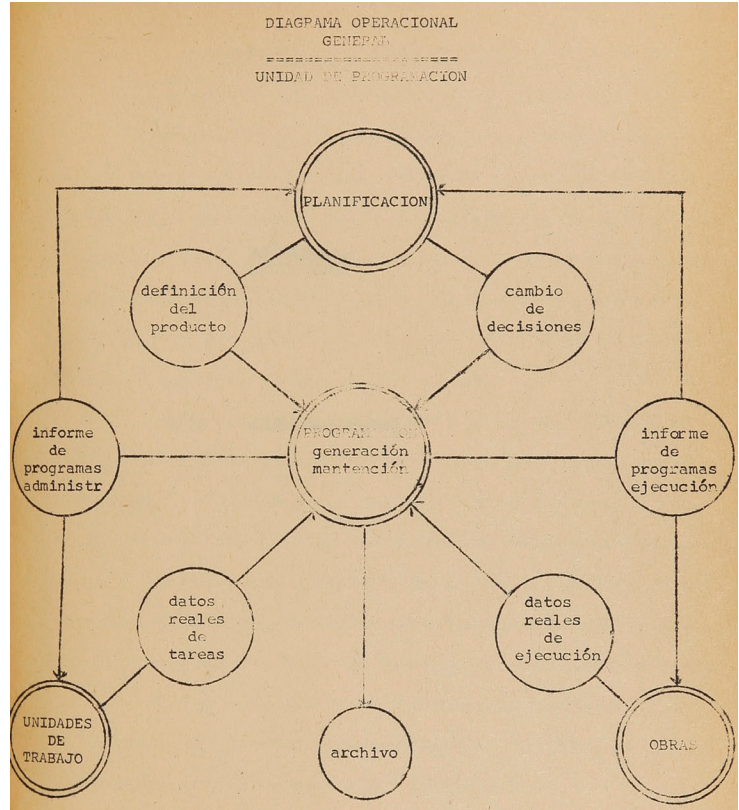 DIAGRAMA OPERACIONAL
GENERAL
=====================
UNIDAD DE PROGRAMACION
PLANIFICACION
definición
del
producto
cambio
de
decisiones
informe
de
programas
administr
PROGRAMACION
generación
mantención
informe
de
programas
ejecución
datos
reales
de
tareas
datos
reales
de
ejecución
UNIDADES
DE
TRABAJO
archivo
OBRAS